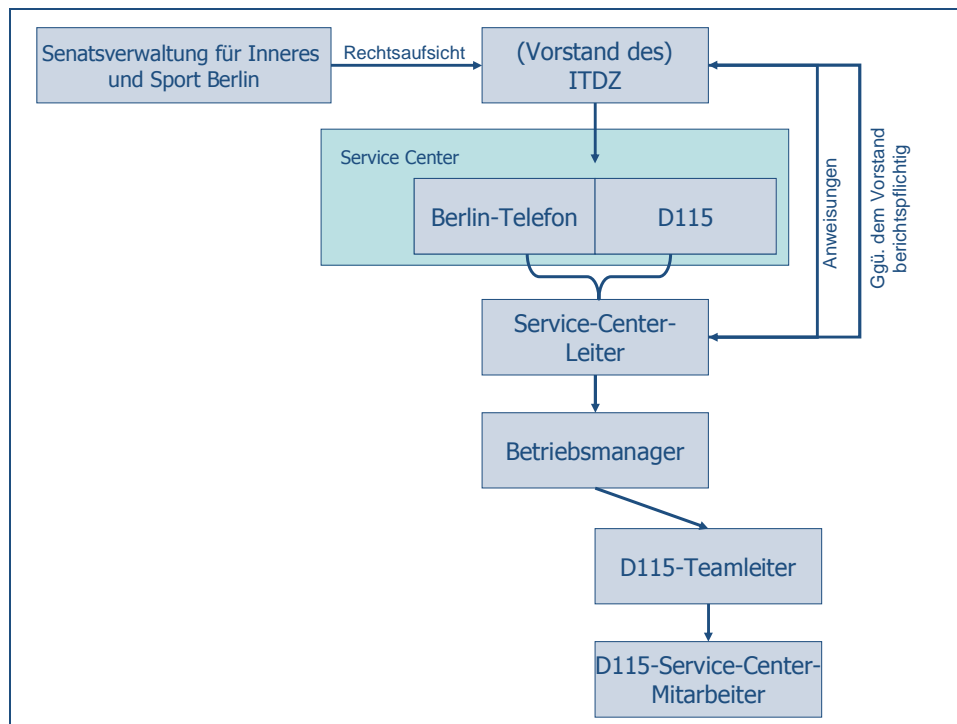 Senatsverwaltung für Inneres
und Sport Berlin
Rechtsaufsicht
(Vorstand des)
ITDZ
Service Center
Berlin-Telefon
D115
Anweisungen
Ggü. dem Vorstand
berichtspflichtig
Service-Center-
Leiter
Betriebsmanager
D115-Teamleiter
D115-Service-Center-
Mitarbeiter